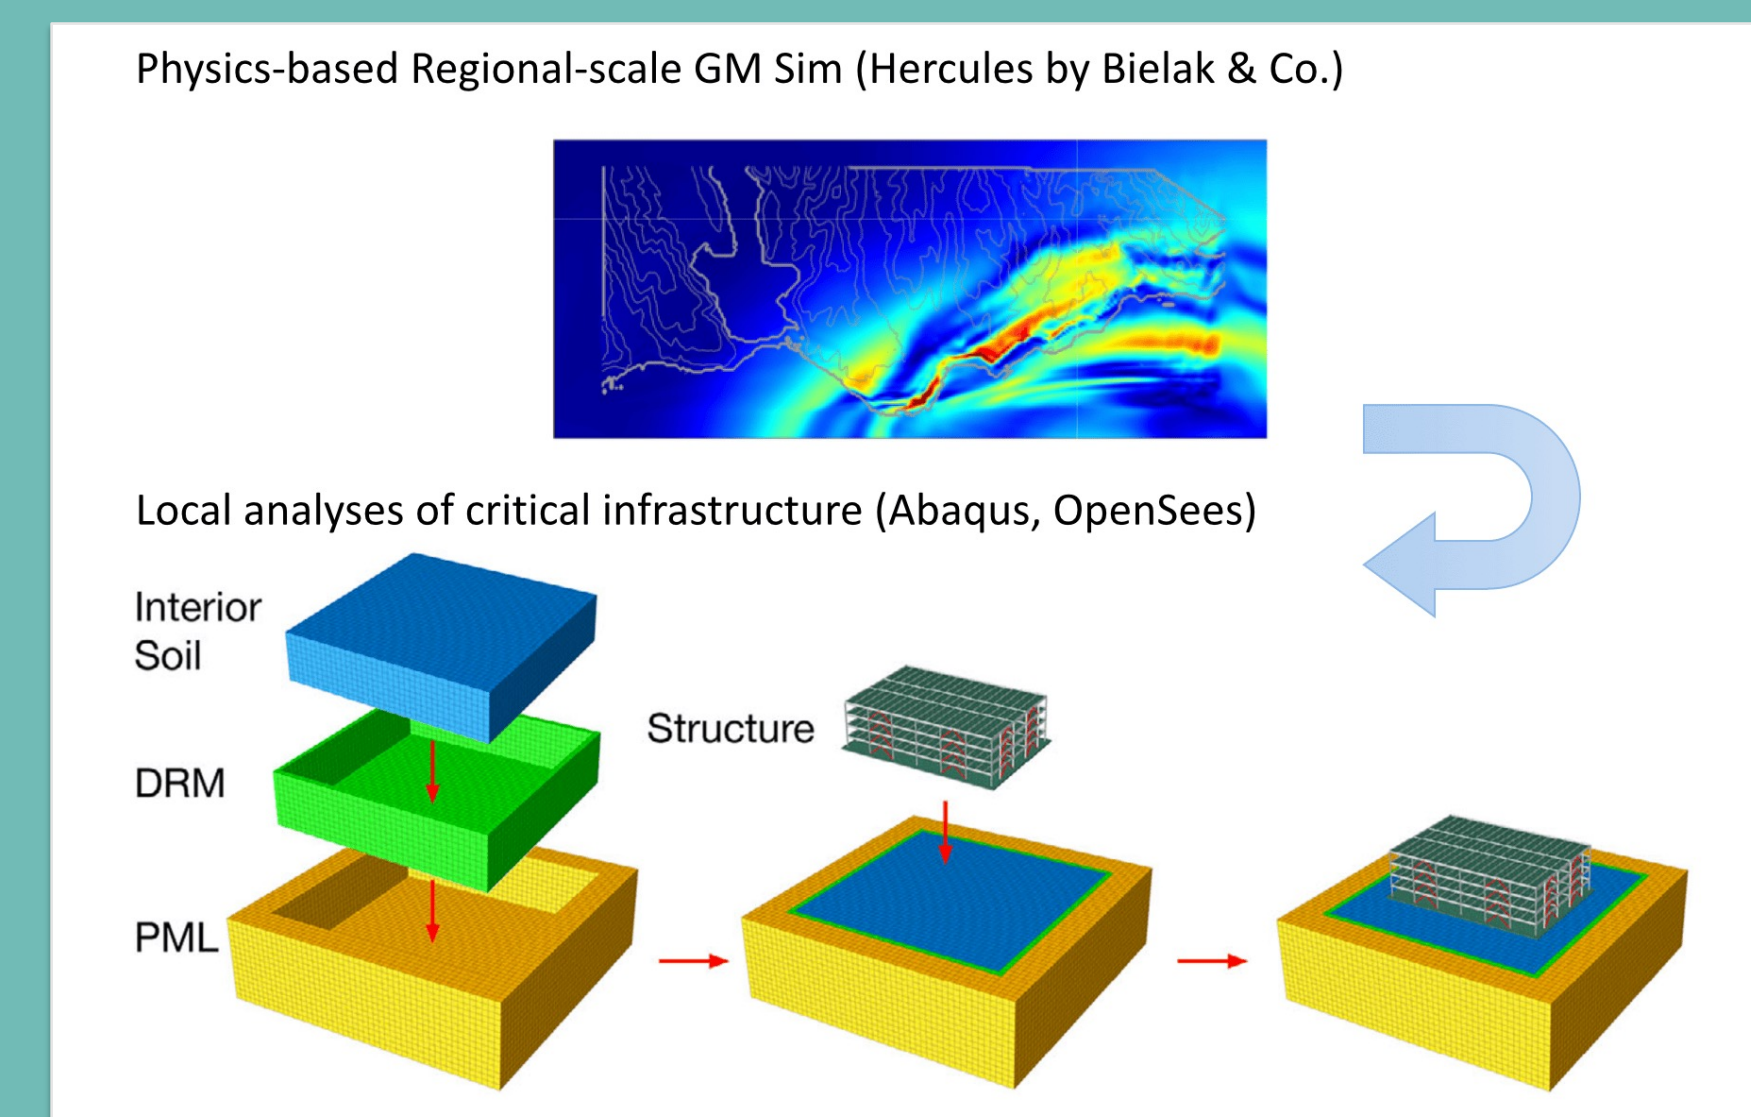 Physics-based Regional-scale GM Sim (Hercules by Bielak & Co.)
Local analyses of critical infrastructure (Abaqus, OpenSees)
Interior
Soil
Structure
DRM
PML